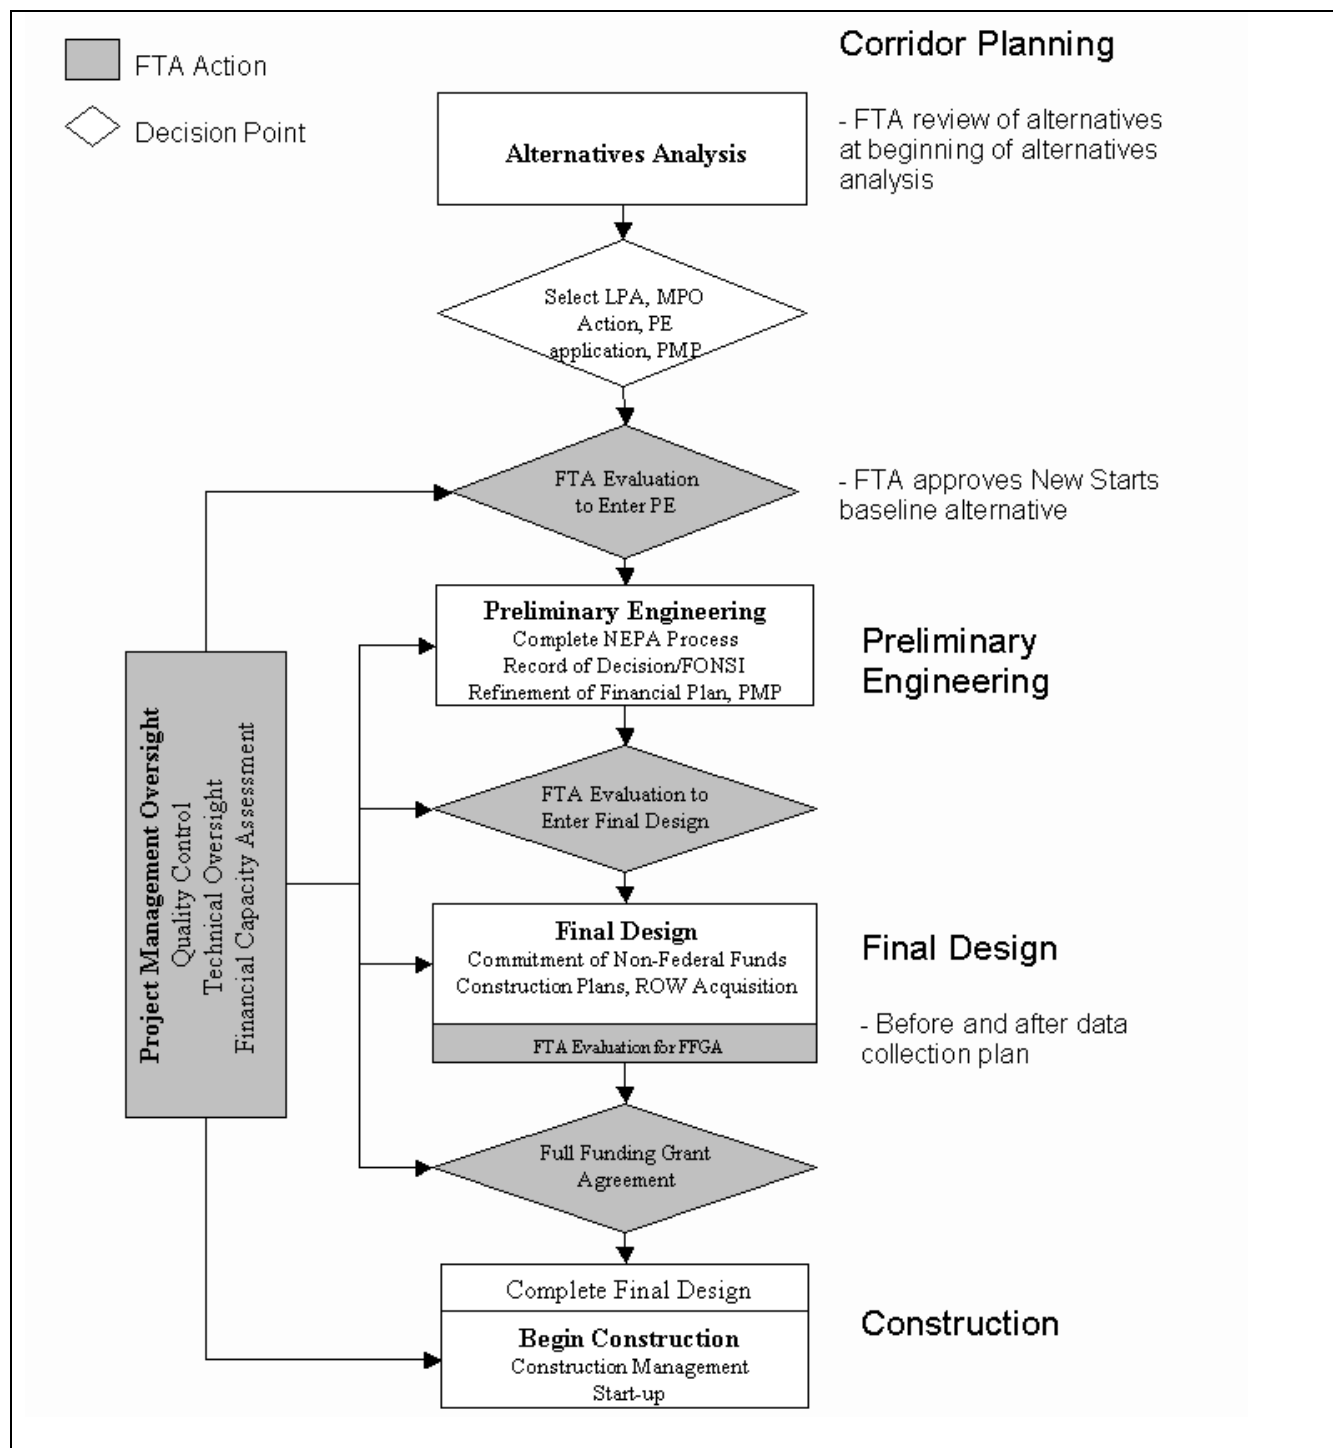 FTA Action
Decision Point
Corridor Planning
- FTA review of alternatives
at beginning of alternatives
analysis
Alternatives Analysis
Select LPA, MPO
Action, PE
application, PMP
FTA Evaluation
to Enter PE
- FTA approves New Starts
baseline alternative
Preliminary Engineering
Complete NEPA Process
Record of Decision/FONSI
Refinement of Financial Plan, PMP
Preliminary
Engineering
Project Management Oversight
Quality Control
Technical Oversight
Financial Capacity Assessment
FTA Evaluation to
Enter Final Design
Final Design
Commitment of Non-Federal Funds
Construction Plans, ROW Acquisition
FTA Evaluation for FFGA
Final Design
- Before and after data
collection plan
Full Funding Grant
Agreement
Complete Final Design
Begin Construction
Construction Management
Start-up
Construction